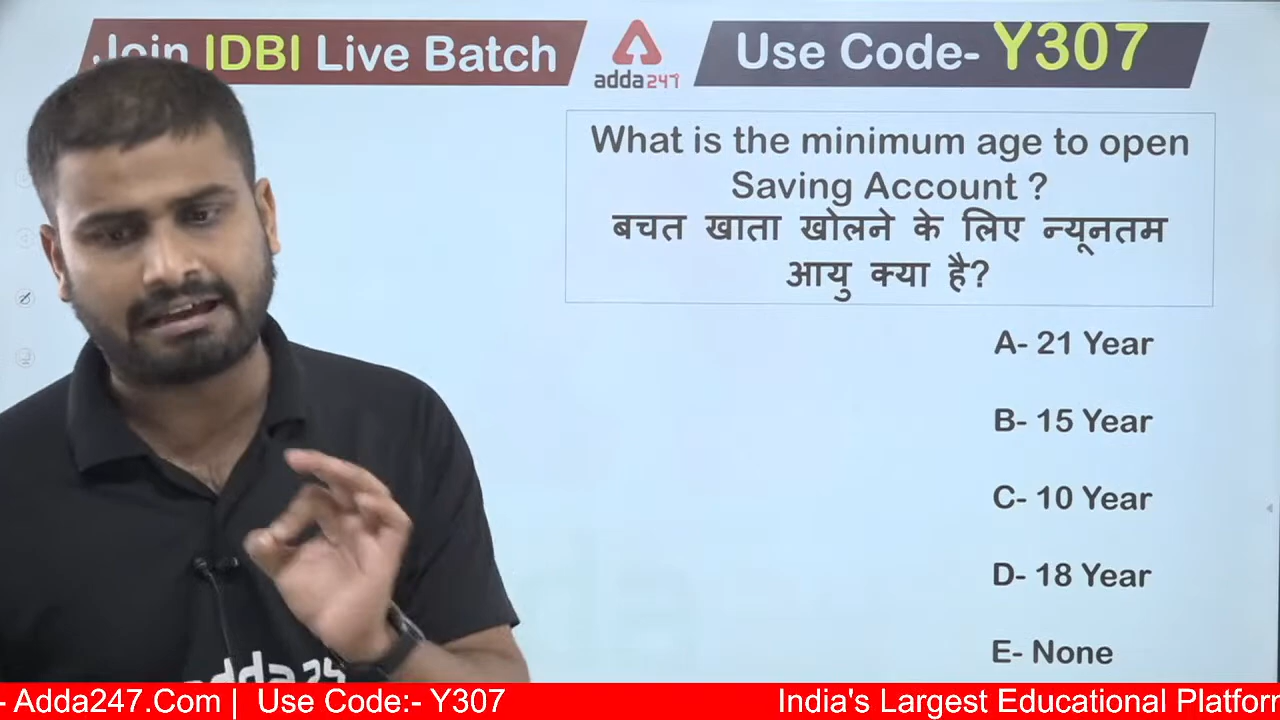 Join IDBI Live Batch
adda247
Use Code- Y307
What is the minimum age to open
Saving Account ?
बचत खाता खोलने के लिए न्यूनतम
आयु क्या है?
A- 21 Year
B- 15 Year
C- 10 Year
D- 18 Year
E- None
adda24
- Adda247.Com | Use Code:- Y307
India's Largest Educational Platform